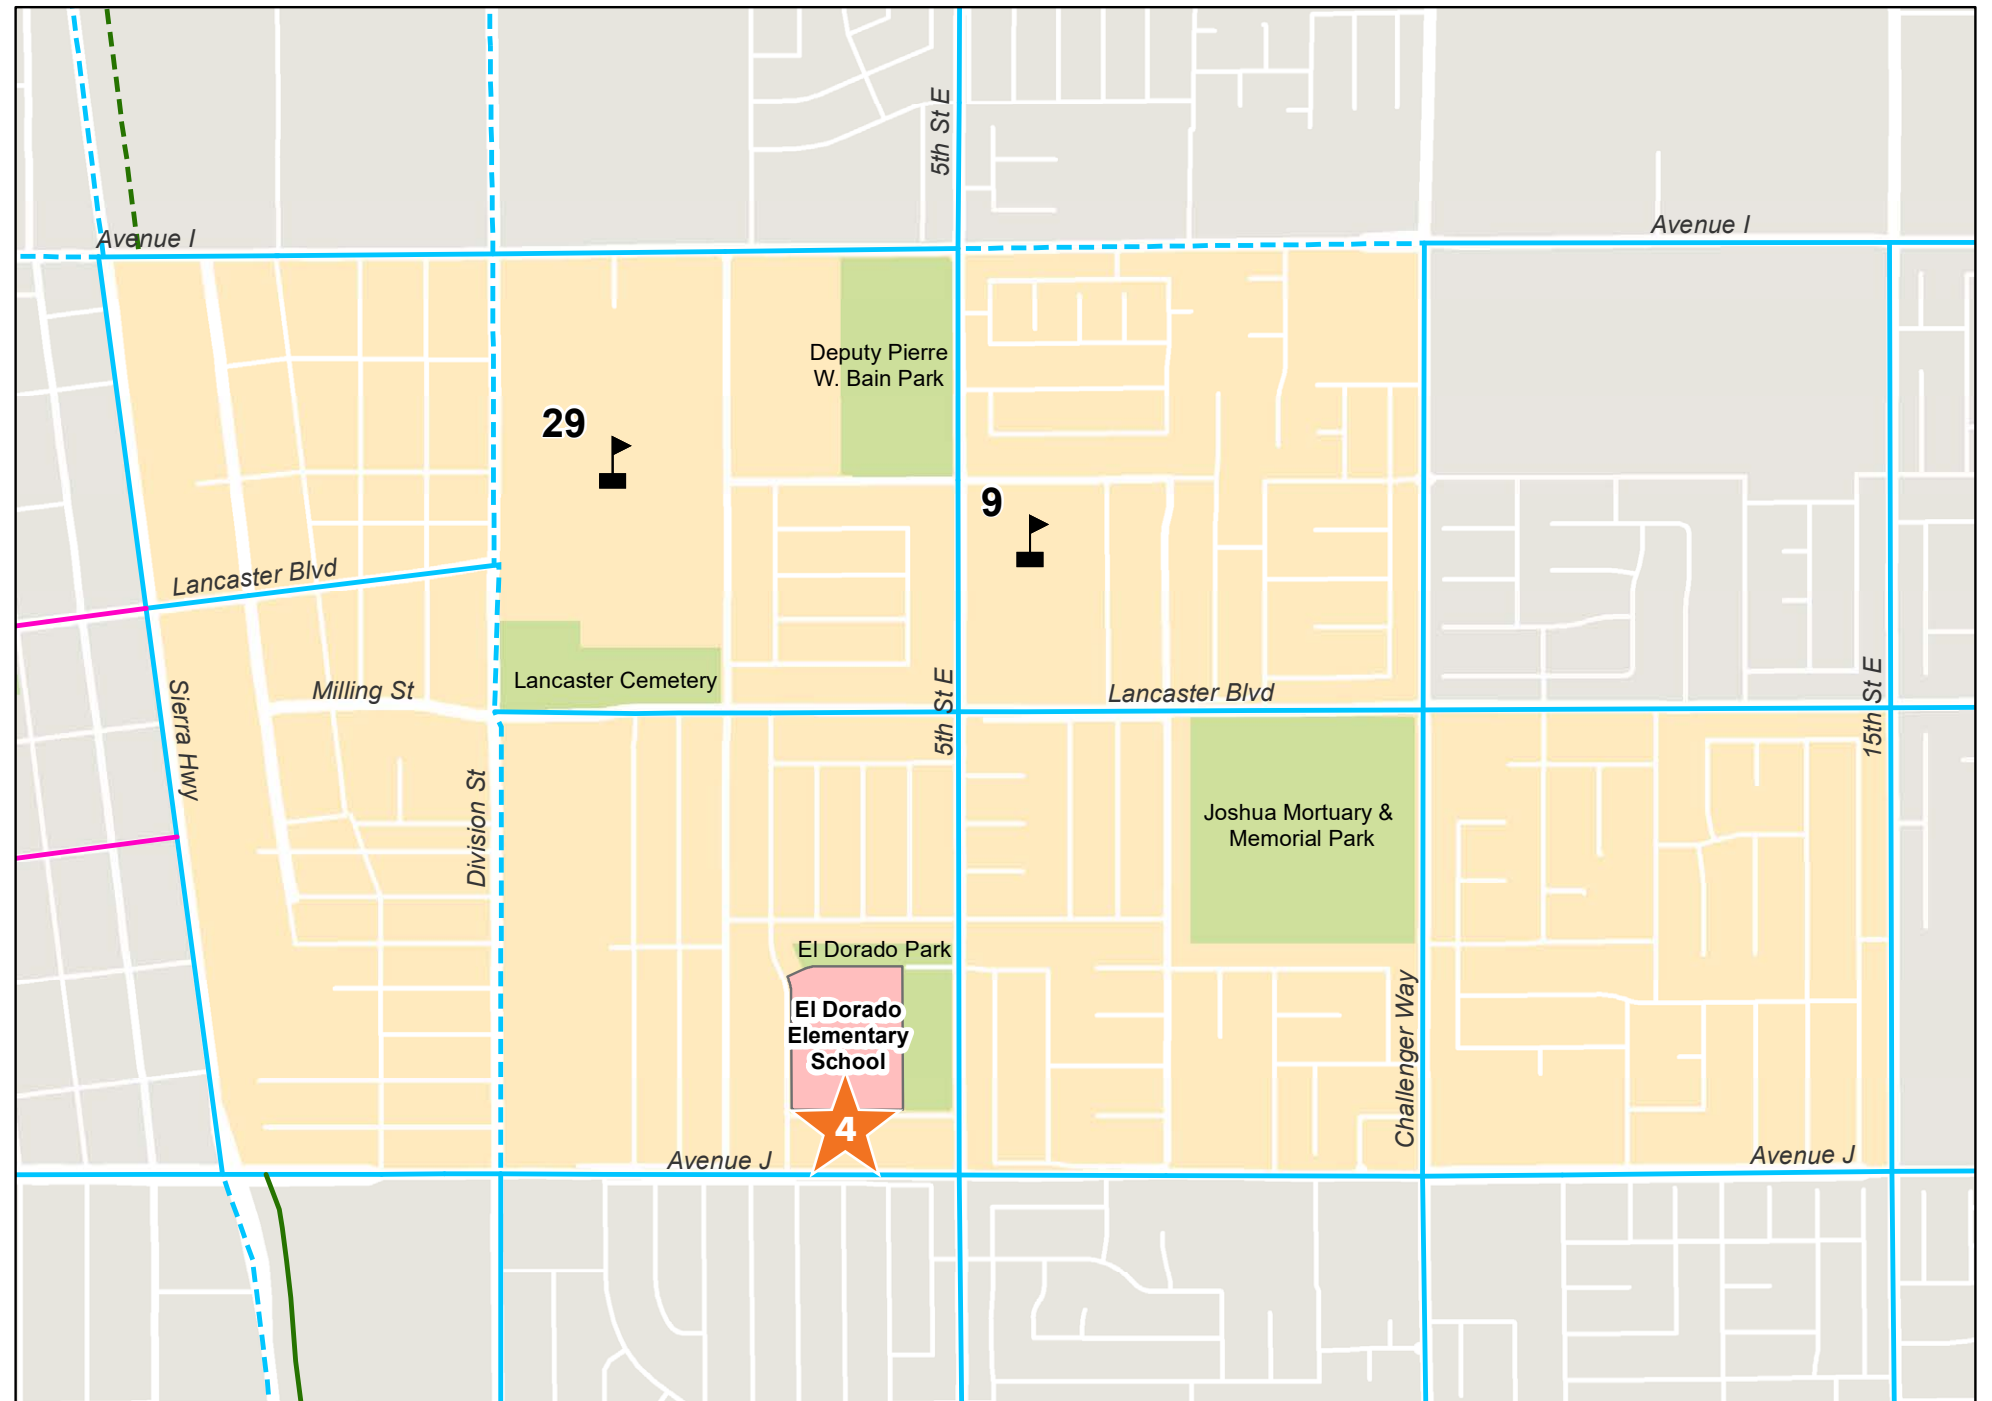 5th St E
Avenue I
Avenue I
Deputy Pierre
W. Bain Park
29
9
Lancaster Blvd
Lancaster Cemetery
Milling St
Lancaster Blvd
5th St E
15th St E
Sierra Hwy
Division St
Joshua Mortuary &
Memorial Park
El Dorado Park
El Dorado
Elementary
School
Challenger Way
4
Avenue J
Avenue J